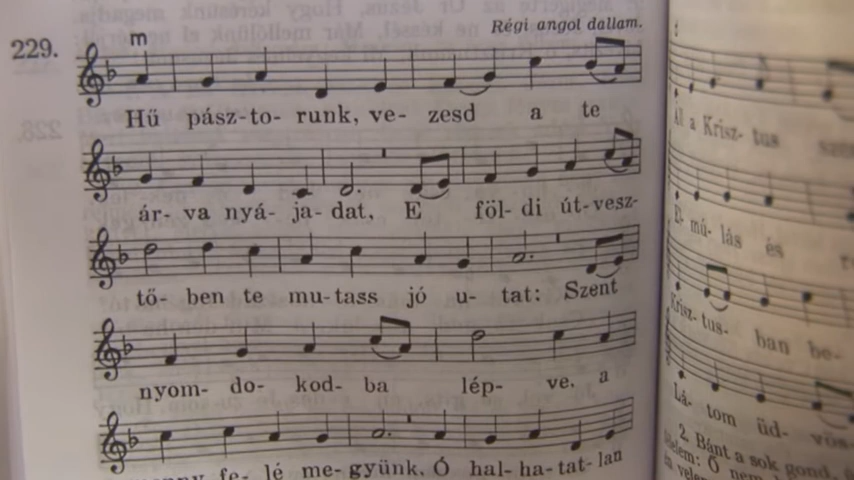 Régi angol dallam.
229. m
Hű pász-to- runk, ve- zesd a te
ár- va nyá- ja- dat, E föl- di út-vesz-
tő- ben te mu-tass jó u- tat: Szent
nyom- do- kod- ba lép- ve, a
fe- lé me-gyünk. Ó hal-ha-tat-lan
Ál a Krisz- tus
El- mú- lás és
Krisz- tus- ban be-
Lá- tom üd- vös-
2. Bánt a sok gond,